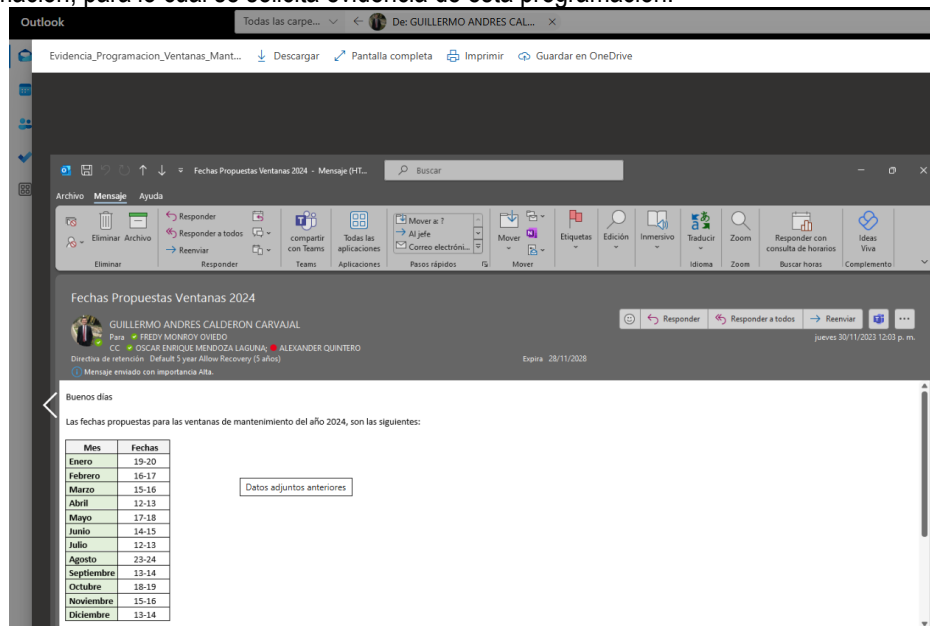 nación, para lo cual se solicita evidencia de esta programación.
Outlook
Todas las carpe...
De: GUILLERMO ANDRES CAL...
Evidencia_Programacion_Ventanas_Mant...
Descargar
Pantalla completa
Imprimir
Guardar en OneDrive
Fechas Propuestas Ventanas 2024 - Mensaje (HT...
Buscar
Archivo Mensaje Ayuda
Eliminar Archivo
Responder
Responder a todos
Reenviar
compartir con Teams
Todas las aplicaciones
Mover a: ?
Al jefe
Correo electróni...
Mover
Etiquetas
Edición
Inmersivo
Traducir
Zoom
Responder con consulta de horarios
Ideas Viva
Eliminar Responder Teams Aplicaciones Pasos rápidos Mover Idioma Zoom Buscar horas Complemento
Fechas Propuestas Ventanas 2024
GUILLERMO ANDRES CALDERON CARVAJAL
Para FREDY MONROY OVIEDO
CC OSCAR ENRIQUE MENDOZA LAGUNA; ALEXANDER QUINTERO
Directiva de retención Default 5 year Allow Recovery (5 años)
Expira 28/11/2028
Mensaje enviado con importancia Alta.
Responder Responder a todos Reenviar
jueves 30/11/2023 12:03 p. m.
Buenos días
Las fechas propuestas para las ventanas de mantenimiento del año 2024, son las siguientes:
Mes Fechas
Enero 19-20
Febrero 16-17
Marzo 15-16
Abril 12-13
Mayo 17-18
Junio 14-15
Julio 12-13
Agosto 23-24
Septiembre 13-14
Octubre 18-19
Noviembre 15-16
Diciembre 13-14
Datos adjuntos anteriores